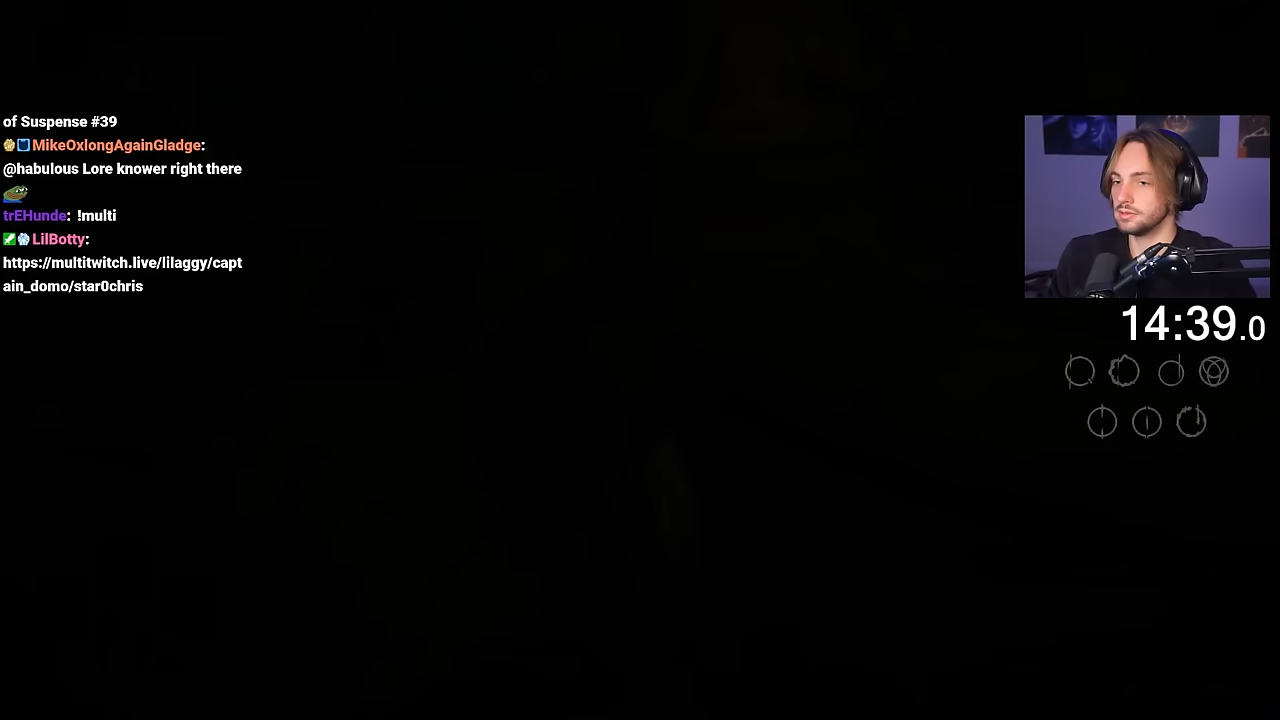 of Suspense #39
MikeOxlongAgainGladge:
@habulous Lore knower right there
trEHunde: !multi
LilBotty:
https://multitwitch.live/lilaggy/capt
ain_domo/star0chris
14:39.0